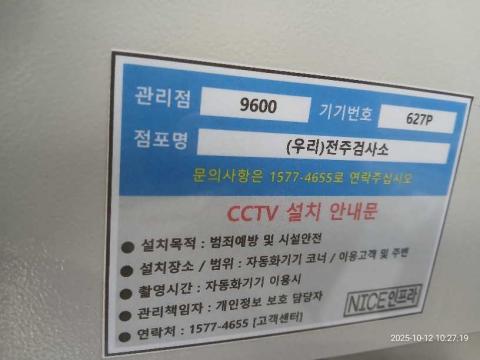 관리점 9600 기기번호 627P
점포명 (우리)전주검사소
문의사항은 1577-4655로 연락주십시오
CCTV 설치 안내문
● 설치목적 : 범죄예방 및 시설안전
● 설치장소 / 범위 : 자동화기기 코너 / 이용고객 및 주변
● 촬영시간 : 자동화기기 이용시
● 관리책임자 : 개인정보 보호 담당자
● 연락처 : 1577-4655 [고객센터]
NICE인프라
2025-10-12 10:27:19